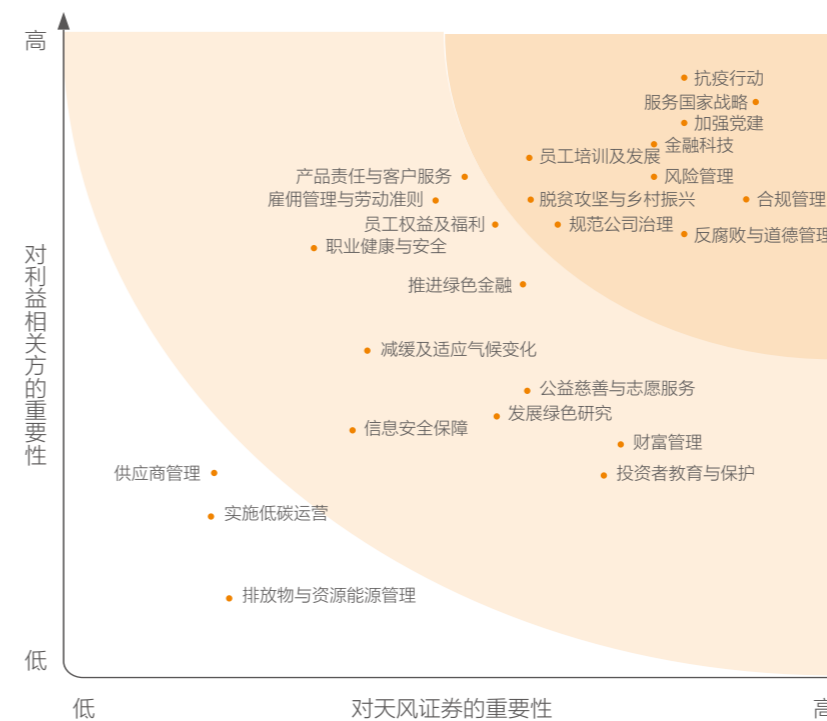 高
抗疫行动
服务国家战略
加强党建
金融科技
员工培训及发展
产品责任与客户服务
风险管理
雇佣管理与劳动准则
脱贫攻坚与乡村振兴
合规管理
员工权益及福利
规范公司治理
反腐败与道德管理
职业健康与安全
推进绿色金融
对利益相关方的重要性
减缓及适应气候变化
公益慈善与志愿服务
发展绿色研究
信息安全保障
财富管理
供应商管理
投资者教育与保护
实施低碳运营
排放物与资源能源管理
低
低
对天风证券的重要性
高